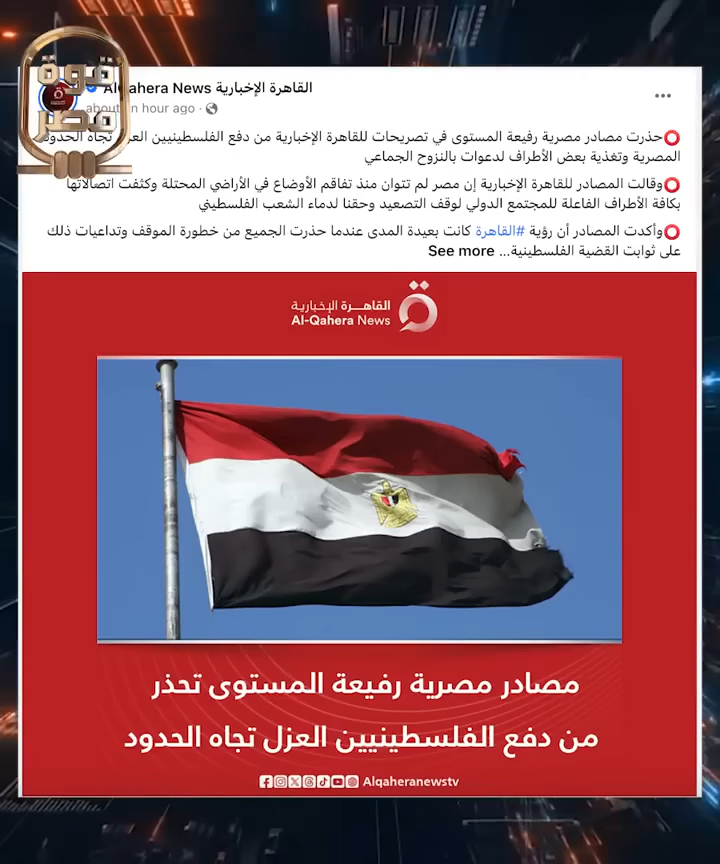 قوة
مصر
AlQahera News القاهرة الإخبارية
about an hour ago
حذرت مصادر مصرية رفيعة المستوى في تصريحات للقاهرة الإخبارية من دفع الفلسطينيين العزل تجاه الحدود
المصرية وتغذية بعض الأطراف لدعوات بالنزوح الجماعي
وقالت المصادر للقاهرة الإخبارية إن مصر لم تتوان منذ تفاقم الأوضاع في الأراضي المحتلة وكثفت اتصالاتها
بكافة الأطراف الفاعلة للمجتمع الدولي لوقف التصعيد وحقنا لدماء الشعب الفلسطيني
وأكدت المصادر أن رؤية #القاهرة كانت بعيدة المدى عندما حذرت الجميع من خطورة الموقف وتداعيات ذلك
على ثوابت القضية الفلسطينية... See more
القاهرة الإخبارية
Al-Qahera News
مصادر مصرية رفيعة المستوى تحذر
من دفع الفلسطينيين العزل تجاه الحدود
Alqaheranewstv